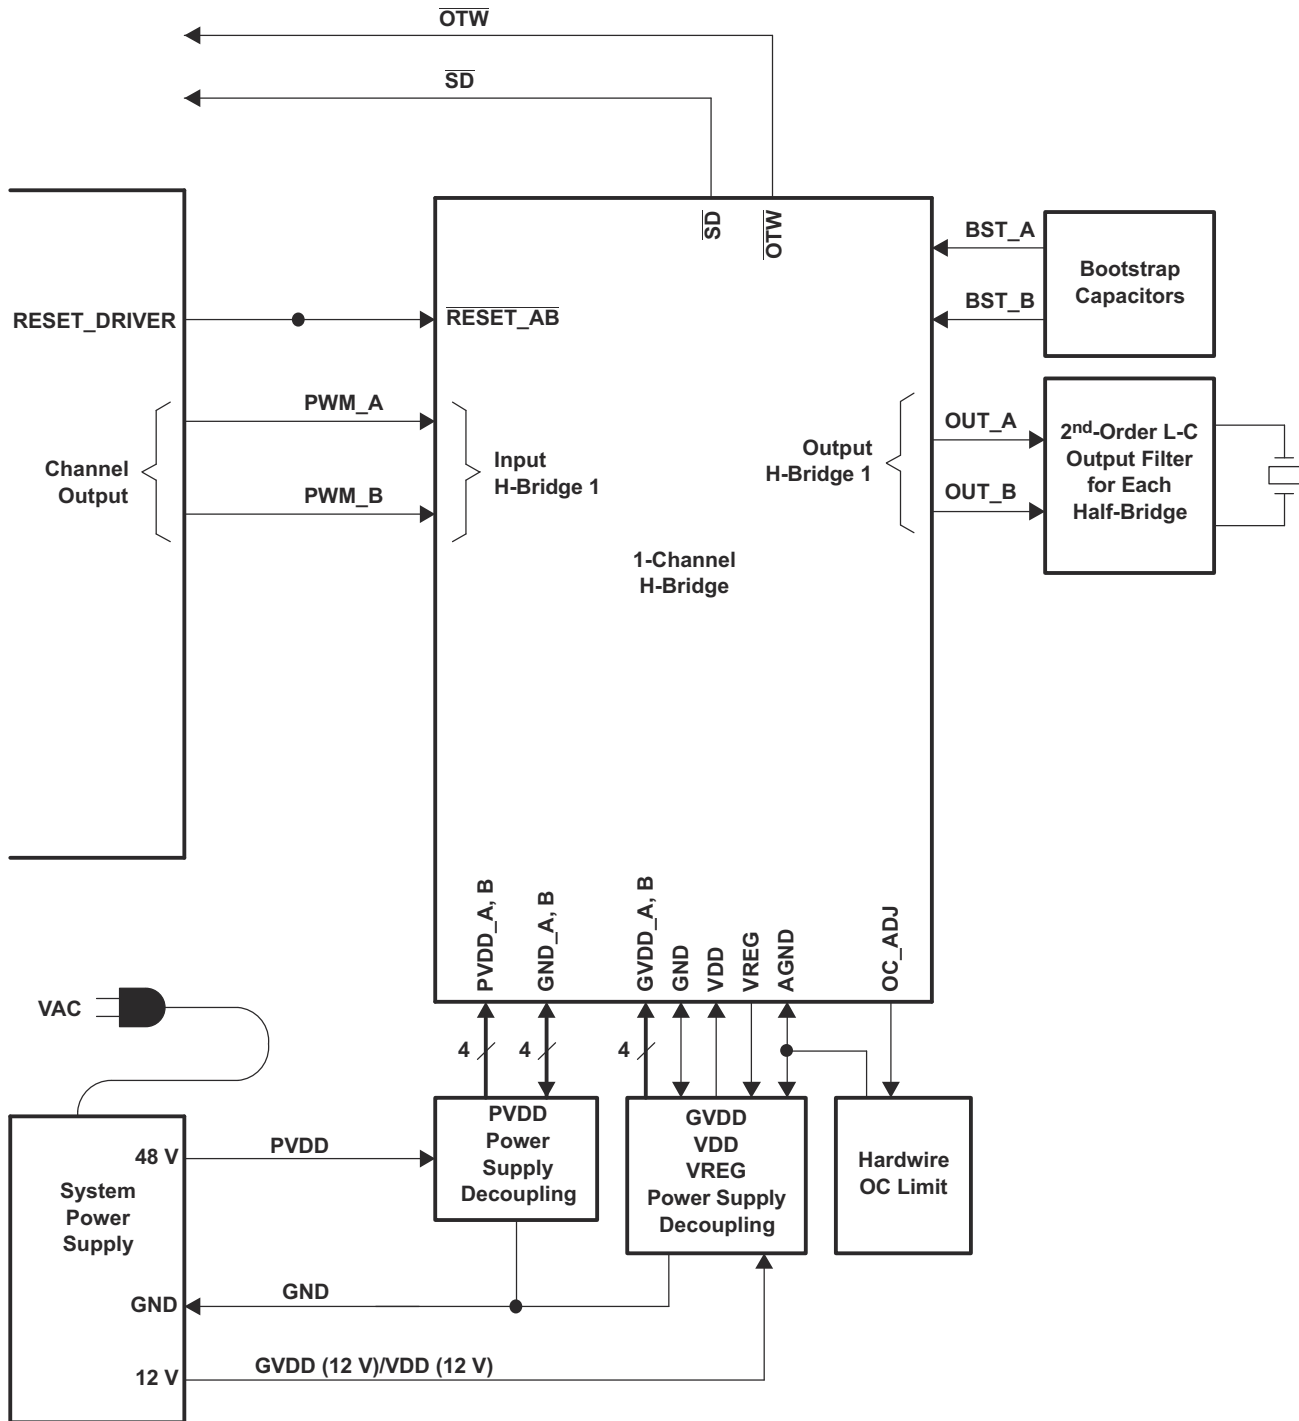 OTW
SD
SD
OTW
BST_A
BST_B
Bootstrap
Capacitors
RESET_DRIVER
RESET_AB
PWM_A
PWM_B
Channel
Output
Input
H-Bridge 1
Output
H-Bridge 1
OUT_A
OUT_B
2nd-Order L-C
Output Filter
for Each
Half-Bridge
1-Channel
H-Bridge
PVDD_A, B
GND_A, B
GVDD_A, B
GND
VDD
VREG
AGND
OC_ADJ
VAC
4
4
4
PVDD
Power
Supply
Decoupling
GVDD
VDD
VREG
Power Supply
Decoupling
Hardwire
OC Limit
48 V
PVDD
System
Power
Supply
GND
GND
12 V
GVDD (12 V)/VDD (12 V)